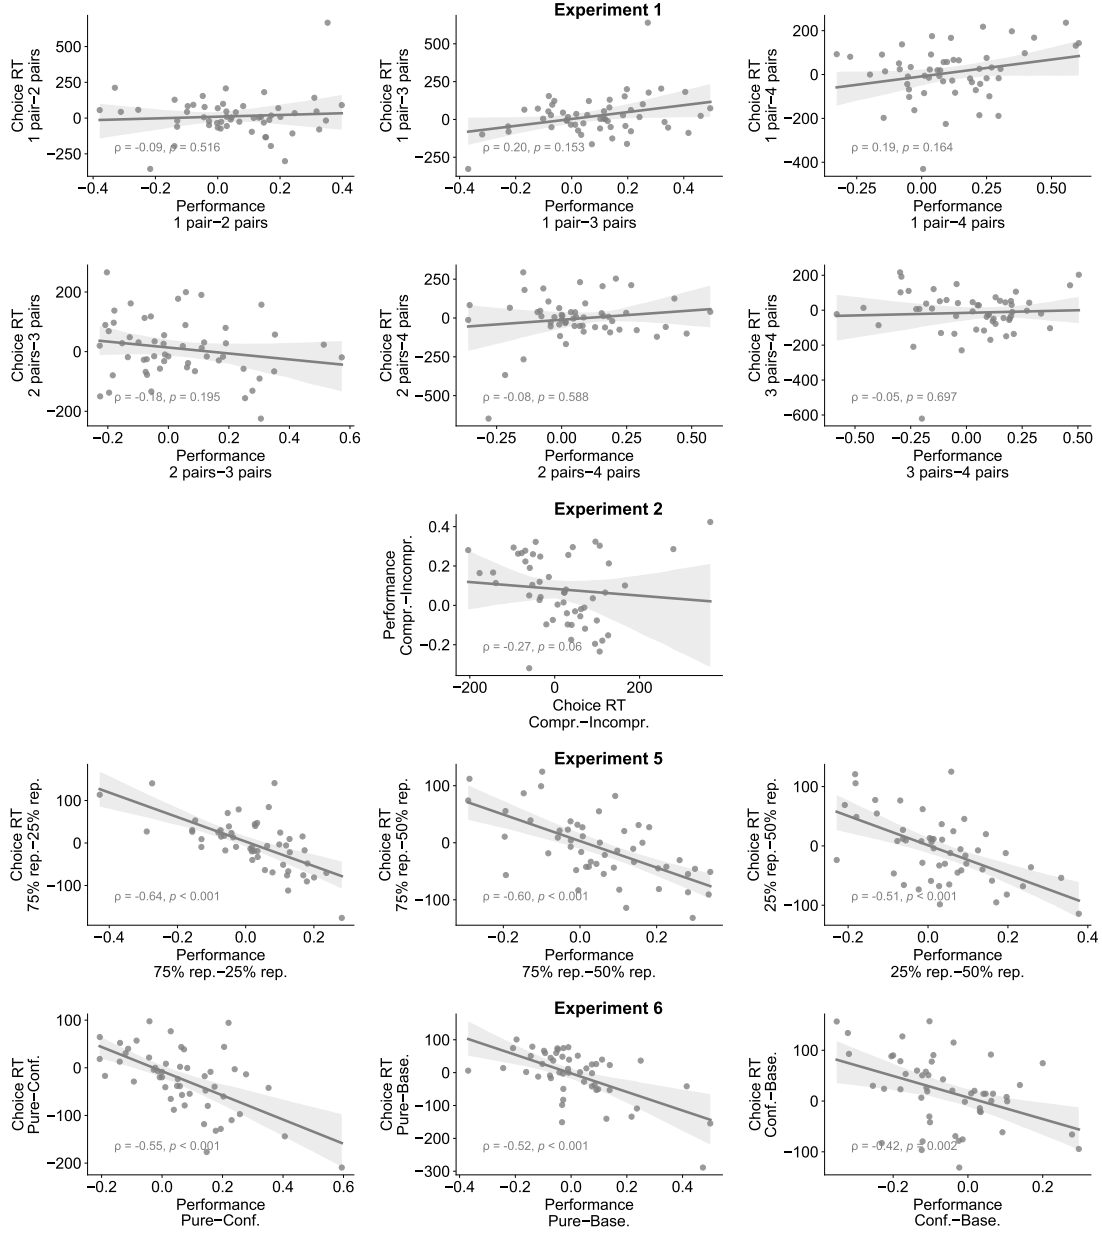 Experiment 1
Choice RT
1 pair−2 pairs
500
250
0
−250
ρ = -0.09, p = 0.516
−0.4 −0.2 0.0 0.2 0.4
Performance
1 pair−2 pairs
Choice RT
1 pair−3 pairs
500
250
0
−250
ρ = 0.20, p = 0.153
−0.4 −0.2 0.0 0.2 0.4
Performance
1 pair−3 pairs
Choice RT
1 pair−4 pairs
200
0
−200
−400
ρ = 0.19, p = 0.164
−0.25 0.00 0.25 0.50
Performance
1 pair−4 pairs
Choice RT
2 pairs−3 pairs
200
0
−200
ρ = -0.18, p = 0.195
−0.2 0.0 0.2 0.4 0.6
Performance
2 pairs−3 pairs
Choice RT
2 pairs−4 pairs
250
0
−250
−500
ρ = -0.08, p = 0.588
−0.25 0.00 0.25 0.50
Performance
2 pairs−4 pairs
Choice RT
3 pairs−4 pairs
200
0
−200
−400
−600
ρ = -0.05, p = 0.697
−0.50 −0.25 0.00 0.25 0.50
Performance
3 pairs−4 pairs
Experiment 2
Performance
Compr.−Incompr.
0.4
0.2
0.0
−0.2
ρ = -0.27, p = 0.06
−200 0 200
Choice RT
Compr.−Incompr.
Experiment 5
Choice RT
75% rep.−25% rep.
100
0
−100
ρ = -0.64, p < 0.001
−0.4 −0.2 0.0 0.2
Performance
75% rep.−25% rep.
Choice RT
75% rep.−50% rep.
100
0
−100
ρ = -0.60, p < 0.001
−0.2 0.0 0.2
Performance
75% rep.−50% rep.
Choice RT
25% rep.−50% rep.
100
0
−100
ρ = -0.51, p < 0.001
−0.2 0.0 0.2 0.4
Performance
25% rep.−50% rep.
Experiment 6
Choice RT
Pure−Conf.
100
0
−100
−200
ρ = -0.55, p < 0.001
−0.2 0.0 0.2 0.4 0.6
Performance
Pure−Conf.
Choice RT
Pure−Base.
100
0
−100
−200
−300
ρ = -0.52, p < 0.001
−0.4 −0.2 0.0 0.2 0.4
Performance
Pure−Base.
Choice RT
Conf.−Base.
100
0
−100
ρ = -0.42, p = 0.002
−0.2 0.0 0.2
Performance
Conf.−Base.